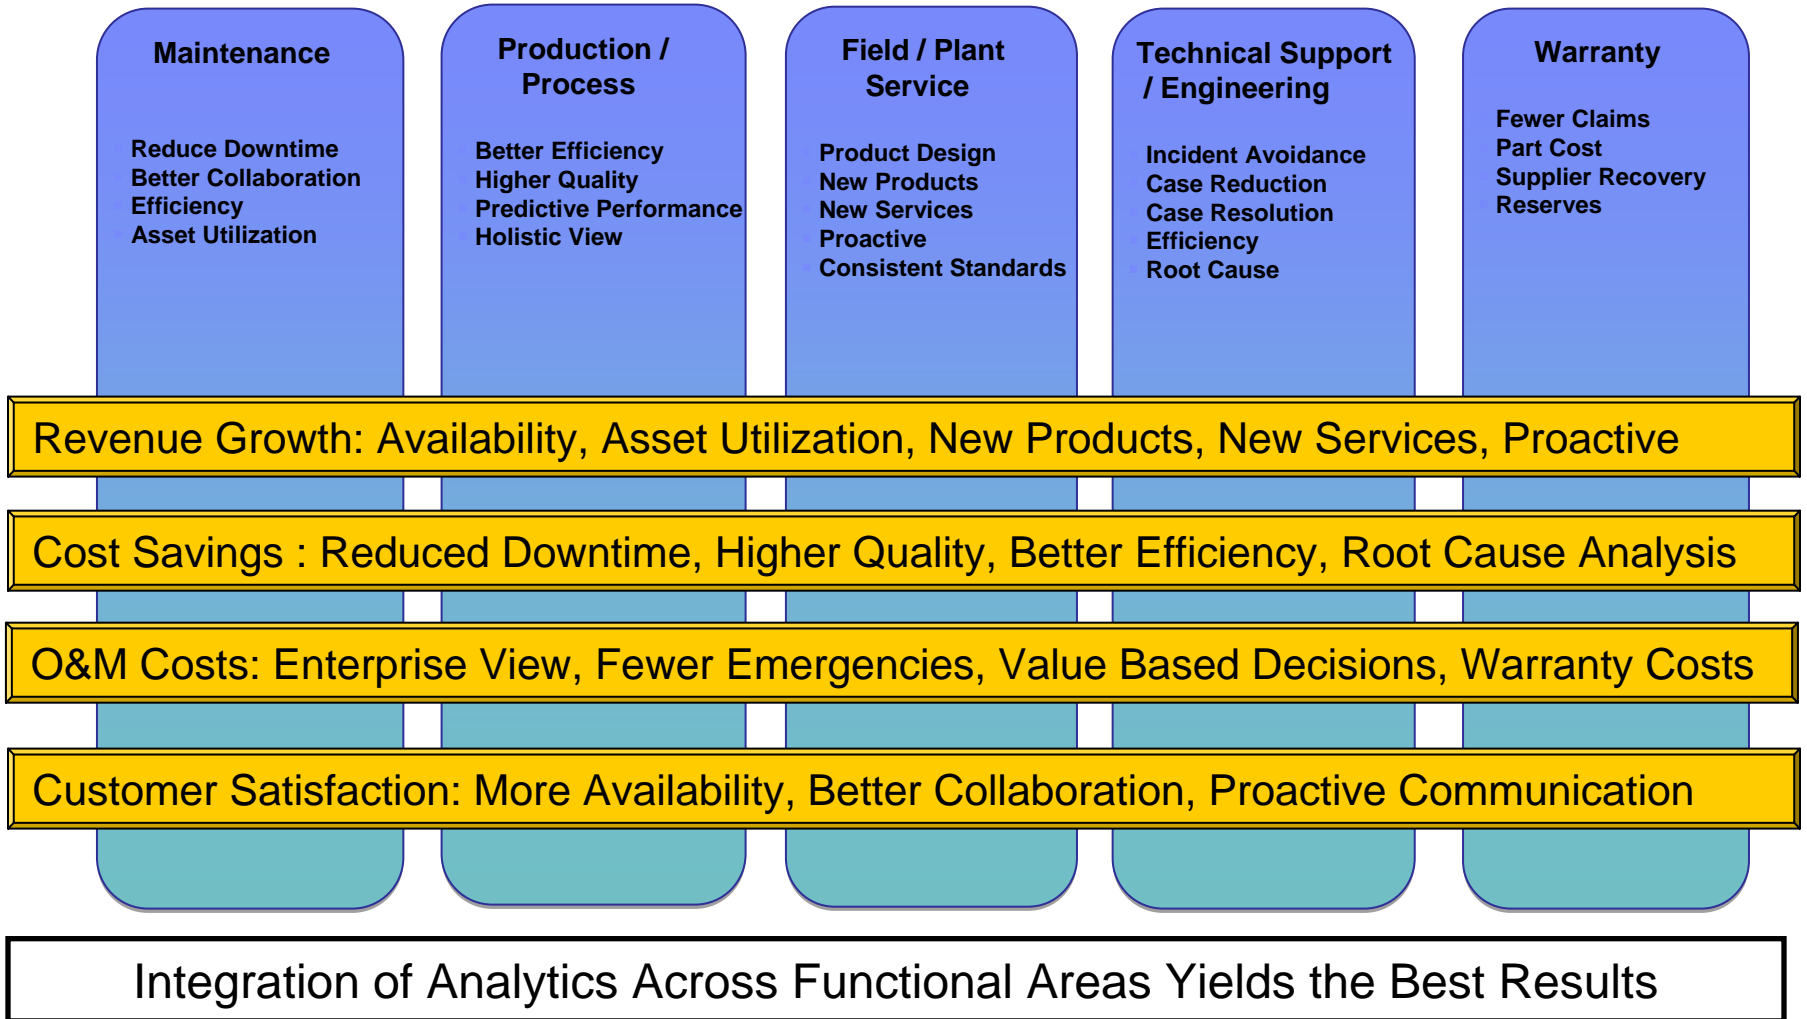 Maintenance
Reduce Downtime
Better Collaboration
Efficiency
Asset Utilization
Production /
Process
Better Efficiency
Higher Quality
Predictive Performance
Holistic View
Field / Plant
Service
Product Design
New Products
New Services
Proactive
Consistent Standards
Technical Support
/ Engineering
Incident Avoidance
Case Reduction
Case Resolution
Efficiency
Root Cause
Warranty
Fewer Claims
Part Cost
Supplier Recovery
Reserves
Revenue Growth: Availability, Asset Utilization, New Products, New Services, Proactive
Cost Savings : Reduced Downtime, Higher Quality, Better Efficiency, Root Cause Analysis
O&M Costs: Enterprise View, Fewer Emergencies, Value Based Decisions, Warranty Costs
Customer Satisfaction: More Availability, Better Collaboration, Proactive Communication
Integration of Analytics Across Functional Areas Yields the Best Results